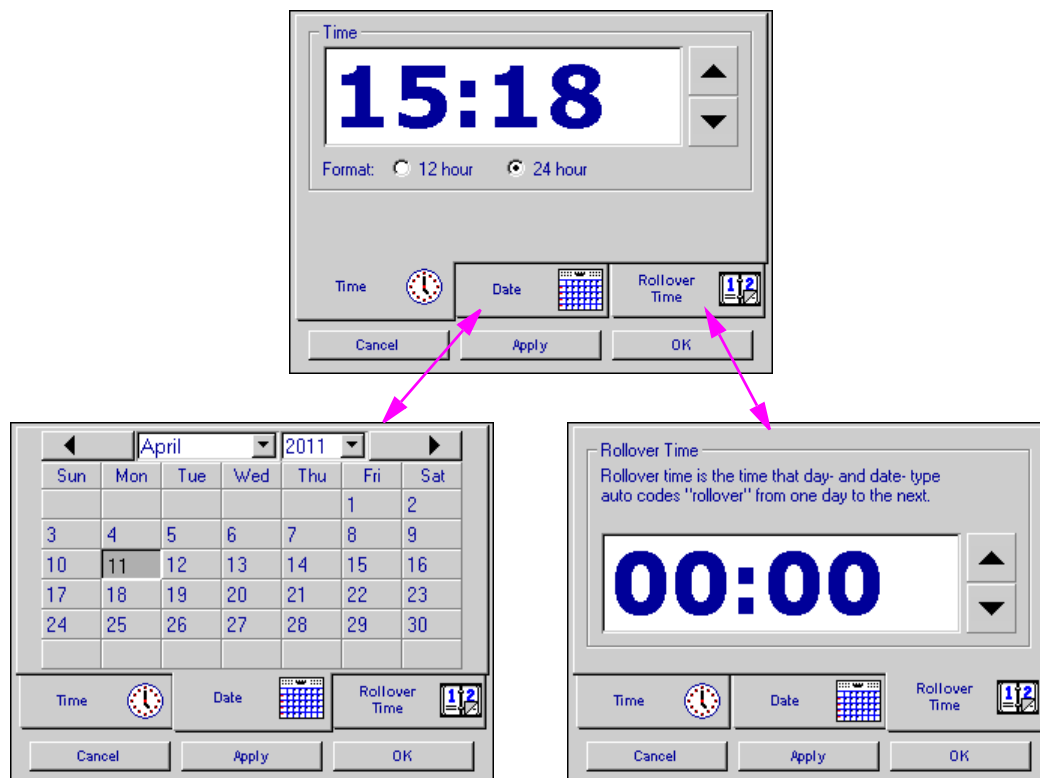 Time
15:18
Format: 12 hour 24 hour
Time Date Rollover Time
Cancel Apply OK
April 2011
Sun Mon Tue Wed Thu Fri Sat
1 2
3 4 5 6 7 8 9
10 11 12 13 14 15 16
17 18 19 20 21 22 23
24 25 26 27 28 29 30
Time Date Rollover Time
Cancel Apply OK
Rollover Time
Rollover time is the time that day- and date- type
auto codes "rollover" from one day to the next.
00:00
Time Date Rollover Time
Cancel Apply OK